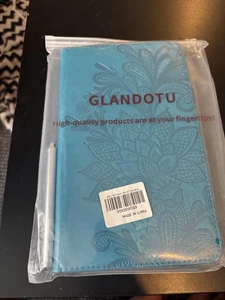 GLANDOTU
High-quality products are at your fingertips!
MADE IN CHINA